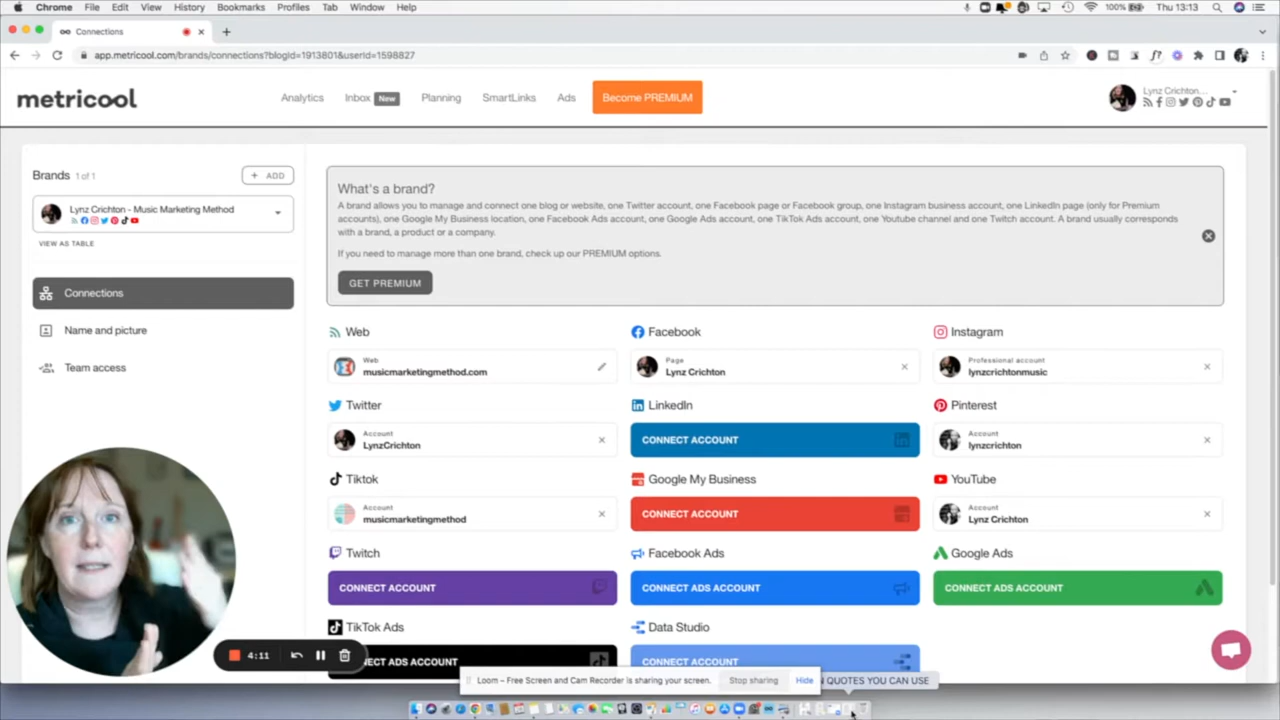 Chrome File Edit View History Bookmarks Profiles Tab Window Help 100% Thu 13:13
Connections
app.metricool.com/brands/connections?blogId=1913801&userId=1598827
metricool Analytics Inbox New Planning SmartLinks Ads Become PREMIUM Lynz Crichton...
Brands 1 of 1 + ADD
Lynz Crichton - Music Marketing Method
VIEW AS TABLE
Connections
Name and picture
Team access
What's a brand?
A brand allows you to manage and connect one blog or website, one Twitter account, one Facebook page or Facebook group, one Instagram business account, one LinkedIn page (only for Premium
accounts), one Google My Business location, one Facebook Ads account, one Google Ads account, one TikTok Ads account, one Youtube channel and one Twitch account. A brand usually corresponds
with a brand, a product or a company.
If you need to manage more than one brand, check up our PREMIUM options.
GET PREMIUM
Web Facebook Instagram
Web Page Professional account
musicmarketingmethod.com Lynz Crichton lynzcrichtonmusic
Twitter LinkedIn Pinterest
Account CONNECT ACCOUNT Account
LynzCrichton lynzcrichton
Tiktok Google My Business YouTube
Account CONNECT ACCOUNT Account
musicmarketingmethod Lynz Crichton
Twitch Facebook Ads Google Ads
CONNECT ACCOUNT CONNECT ADS ACCOUNT CONNECT ADS ACCOUNT
TikTok Ads Data Studio
ADS ACCOUNT CONNECT ACCOUNT
4:11
Loom – Free Screen and Cam Recorder is sharing your screen. Stop sharing Hide QUOTES YOU CAN USE